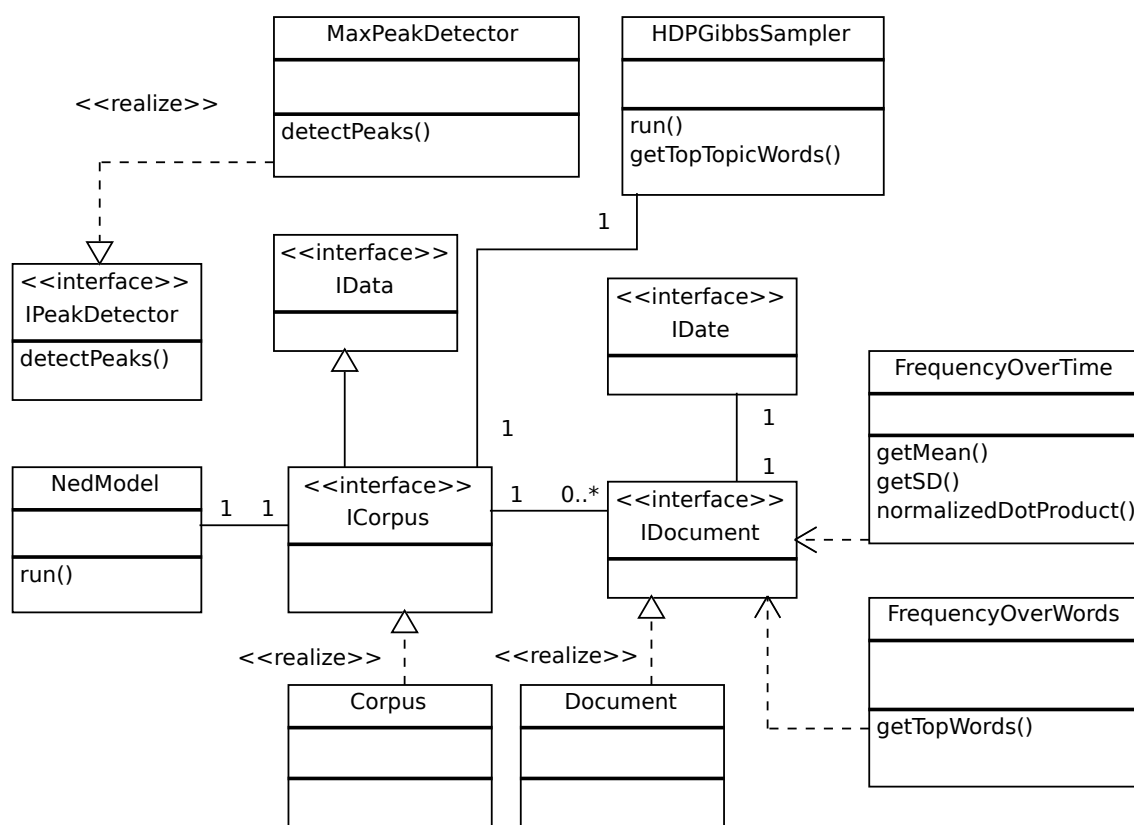 MaxPeakDetector
HDPGibbsSampler
<<realize>>
detectPeaks()
run()
getTopTopicWords()
1
<<interface>>
IData
<<interface>>
IPeakDetector
detectPeaks()
<<interface>>
IDate
FrequencyOverTime
getMean()
getSD()
normalizedDotProduct()
1
1
1
NedModel
run()
1
1
<<interface>>
ICorpus
1
0..*
<<interface>>
IDocument
FrequencyOverWords
getTopWords()
<<realize>>
<<realize>>
Corpus
Document